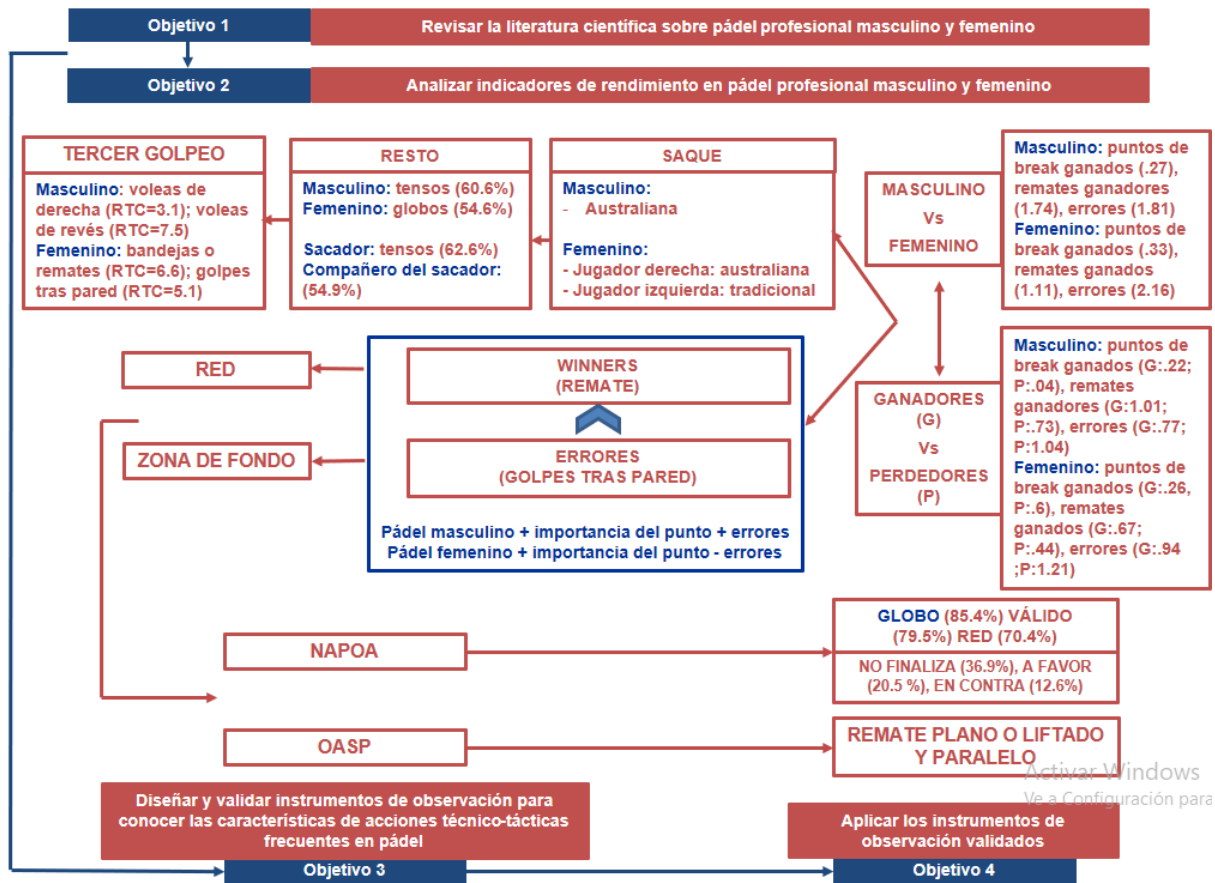 Objetivo 1
Revisar la literatura científica sobre pádel profesional masculino y femenino
Objetivo 2
Analizar indicadores de rendimiento en pádel profesional masculino y femenino
TERCER GOLPEO
Masculino: voleas de
derecha (RTC=3.1); voleas
de revés (RTC=7.5)
Femenino: bandejas o
remates (RTC=6.6); golpes
tras pared (RTC=5.1)
RESTO
Masculino: tensos (60.6%)
Femenino: globos (54.6%)
Sacador: tensos (62.6%)
Compañero del sacador:
(54.9%)
SAQUE
Masculino:
- Australiana
Femenino:
- Jugador derecha: australiana
- Jugador izquierda: tradicional
MASCULINO
Vs
FEMENINO
Masculino: puntos de
break ganados (.27),
remates ganadores
(1.74), errores (1.81)
Femenino: puntos de
break ganados (.33),
remates ganados
(1.11), errores (2.16)
RED
ZONA DE FONDO
WINNERS
(REMATE)
ERRORES
(GOLPES TRAS PARED)
Pádel masculino + importancia del punto + errores
Pádel femenino + importancia del punto - errores
GANADORES
(G)
Vs
PERDEDORES
(P)
Masculino: puntos de
break ganados (G:.22;
P:.04), remates
ganadores (G:1.01;
P:.73), errores (G:.77;
P:1.04)
Femenino: puntos de
break ganados (G:.26,
P:.6), remates
ganados (G:.67;
P:.44), errores (G:.94
;P:1.21)
NAPOA
GLOBO (85.4%) VÁLIDO
(79.5%) RED (70.4%)
NO FINALIZA (36.9%), A FAVOR
(20.5 %), EN CONTRA (12.6%)
OASP
REMATE PLANO O LIFTADO
Y PARALELO
Activar Windows
Ve a Configuración para
Diseñar y validar instrumentos de observación para
conocer las características de acciones técnico-tácticas
frecuentes en pádel
Objetivo 3
Aplicar los instrumentos de
observación validados
Objetivo 4